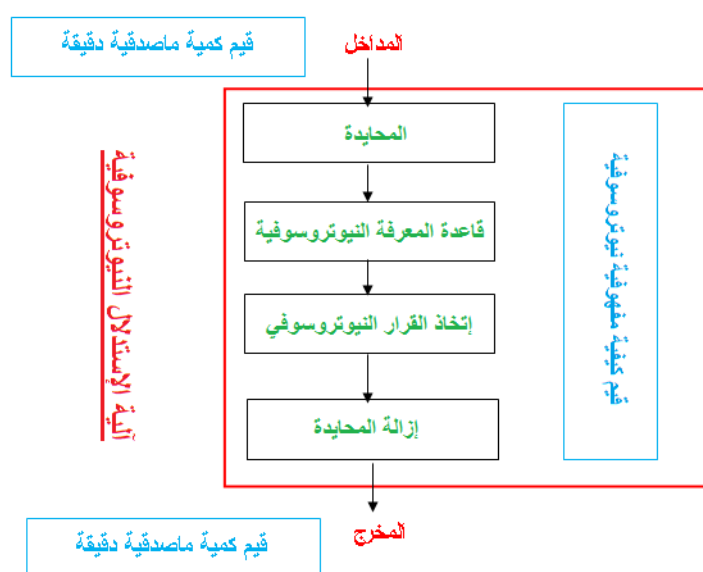 قيم كمية ماصدقية دقيقة
المداخل
المحايدة
قاعدة المعرفة النيوتروسوفية
إتخاذ القرار النيوتروسوفي
إزالة المحايدة
قيم كيفية مفهوقية نيوتروسوفية
آلية الإستدلال النيوتروسوفية
المخرج
قيم كمية ماصدقية دقيقة